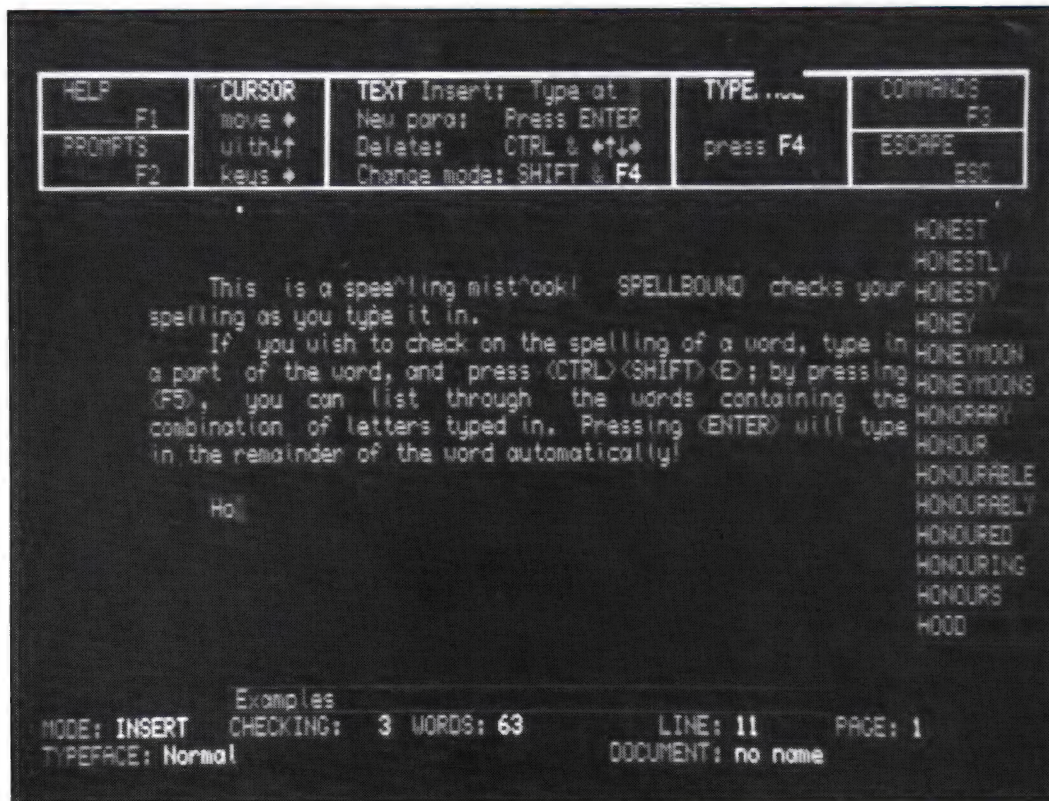 HELP
F1
PROMPTS
F2
CURSOR
move
with↓↑
keys
TEXT Insert: Type at
New para: Press ENTER
Delete: CTRL &
Change mode: SHIFT & F4
press F4
COMMANDS
F3
ESCAPE
ESC
This is a spee^ling mist^ook! SPELLBOUND checks your
spelling as you type it in.
If you wish to check on the spelling of a word, type in
a part of the word, and press <CTRL><SHIFT><E>; by pressing
<F5>, you can list through the words containing the
combination of letters typed in. Pressing <ENTER> will type
in the remainder of the word automatically!
Ho
HONEST
HONESTLY
HONESTY
HONEY
HONEYMOON
HONEYMOONS
HONORARY
HONOUR
HONOURABLE
HONOURABLY
HONOURED
HONOURING
HONOURS
HOOD
Examples
MODE: INSERT CHECKING: 3 WORDS: 63 LINE: 11 PAGE: 1
TYPEFACE: Normal DOCUMENT: no name